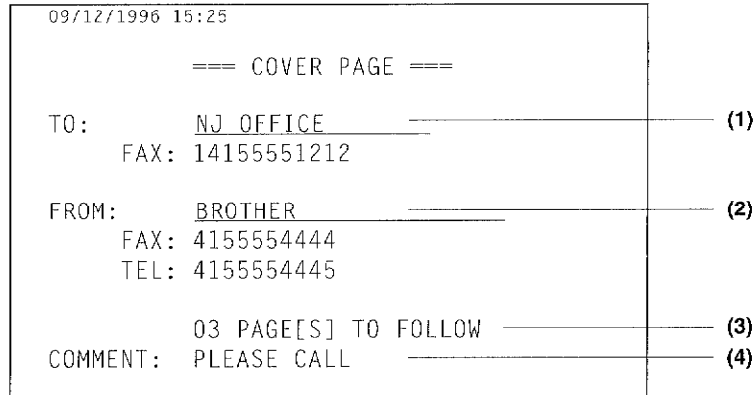 09/12/1996 15:25
=== COVER PAGE ===
TO: NJ OFFICE (1)
FAX: 14155551212
FROM: BROTHER (2)
FAX: 4155554444
TEL: 4155554445
03 PAGE[S] TO FOLLOW (3)
COMMENT: PLEASE CALL (4)